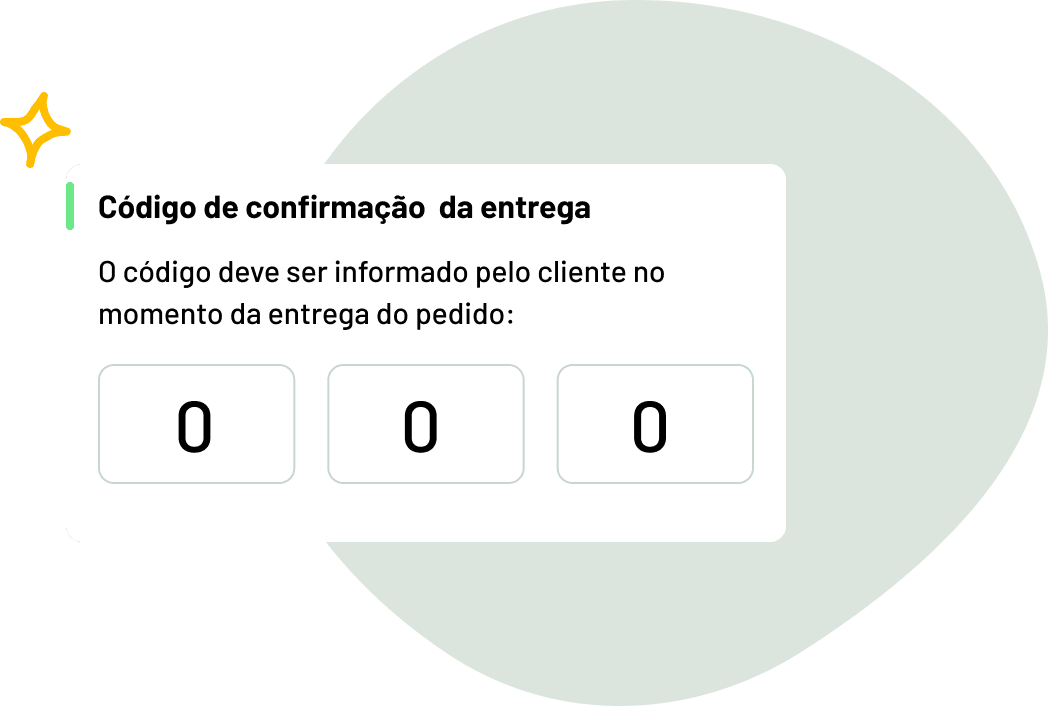 Código de confirmação  da entrega
O código deve ser informado pelo cliente no
momento da entrega do pedido:
0 0 0